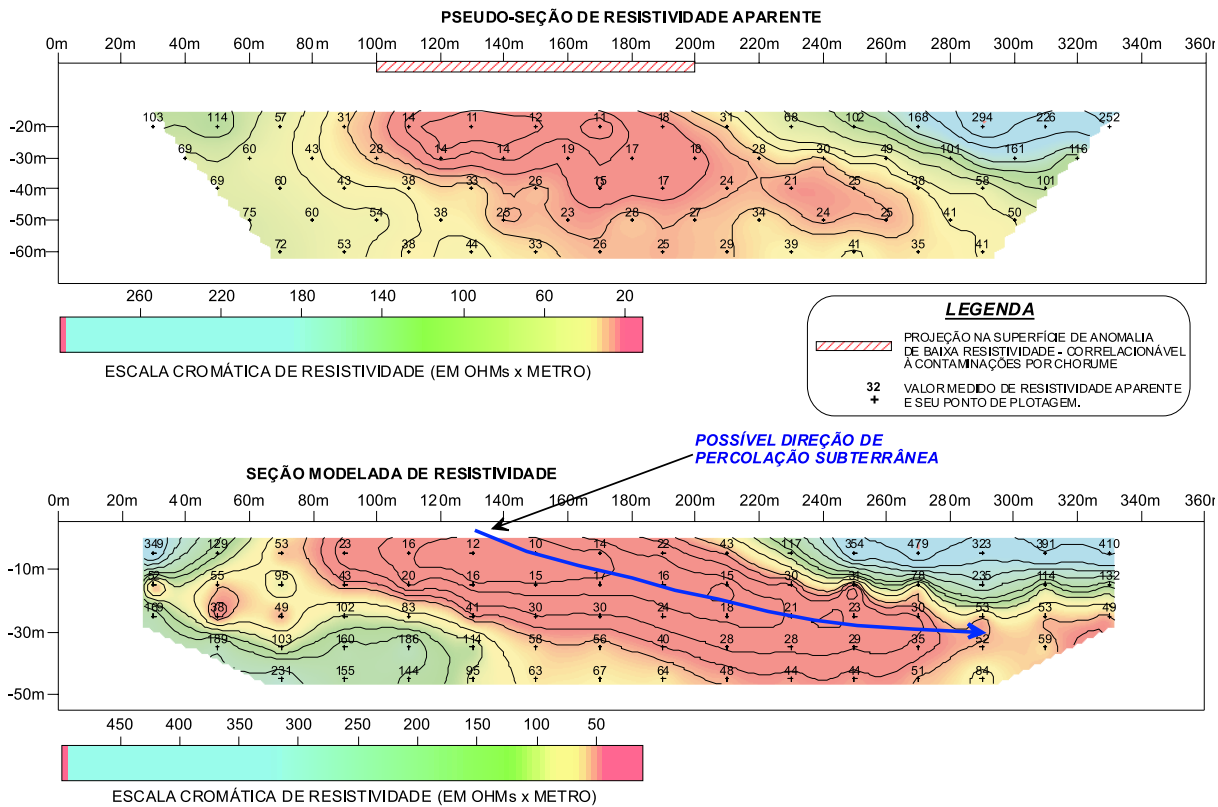 PSEUDO-SEÇÃO DE RESISTIVIDADE APARENTE
0m 20m 40m 60m 80m 100m 120m 140m 160m 180m 200m 220m 240m 260m 280m 300m 320m 340m 360m
103 114 57 31 14 11 12 11 18 31 68 102 168 294 226 252
-20m
69 60 43 28 14 14 19 17 18 28 30 49 101 161 116
-30m
69 60 43 38 33 26 15 17 24 21 25 38 58 101
-40m
75 60 54 38 25 23 28 27 34 24 25 41 50
-50m
72 53 38 44 33 26 25 29 39 41 35 41
-60m
260 220 180 140 100 60 20
ESCALA CROMÁTICA DE RESISTIVIDADE (EM OHMs x METRO)
LEGENDA
PROJEÇÃO NA SUPERFÍCIE DE ANOMALIA
DE BAIXA RESISTIVIDADE - CORRELACIONÁVEL
À CONTAMINAÇÕES POR CHORUME
32
VALOR MEDIDO DE RESISTIVIDADE APARENTE
E SEU PONTO DE PLOTAGEM.
POSSÍVEL DIREÇÃO DE
PERCOLAÇÃO SUBTERRÂNEA
SEÇÃO MODELADA DE RESISTIVIDADE
0m 20m 40m 60m 80m 100m 120m 140m 160m 180m 200m 220m 240m 260m 280m 300m 320m 340m 360m
349 129 53 23 16 12 10 14 22 43 117 354 479 323 391 410
-10m
52 55 95 43 20 16 15 17 16 15 30 31 78 235 114 132
38 49 102 83 41 30 30 24 18 21 23 30 53 53 49
-30m
189 103 160 186 114 58 56 40 28 28 29 35 52 59
231 155 144 95 63 67 64 48 44 44 51 84
-50m
450 400 350 300 250 200 150 100 50
ESCALA CROMÁTICA DE RESISTIVIDADE (EM OHMs x METRO)